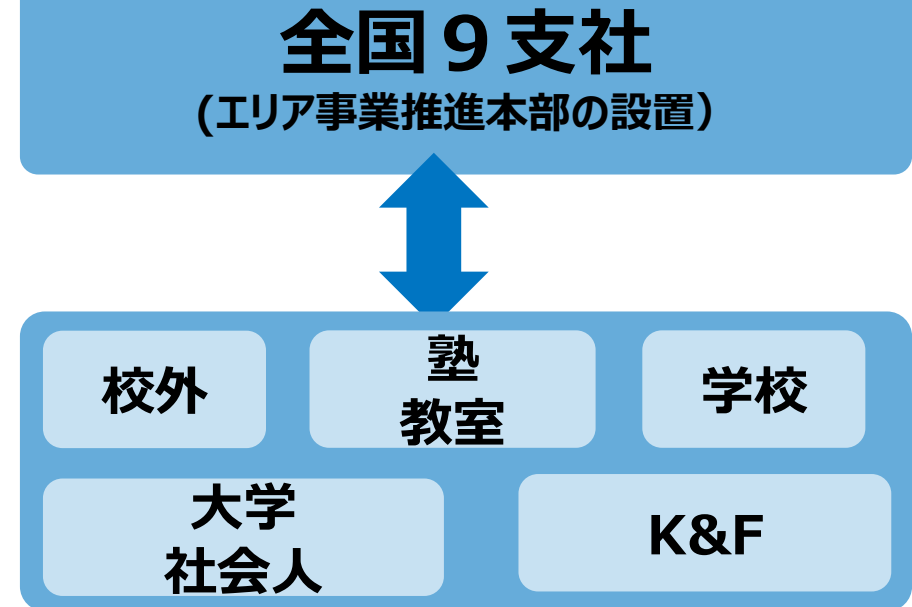 全国９支社
(エリア事業推進本部の設置）
校外
塾
教室
学校
大学
社会人
K&F